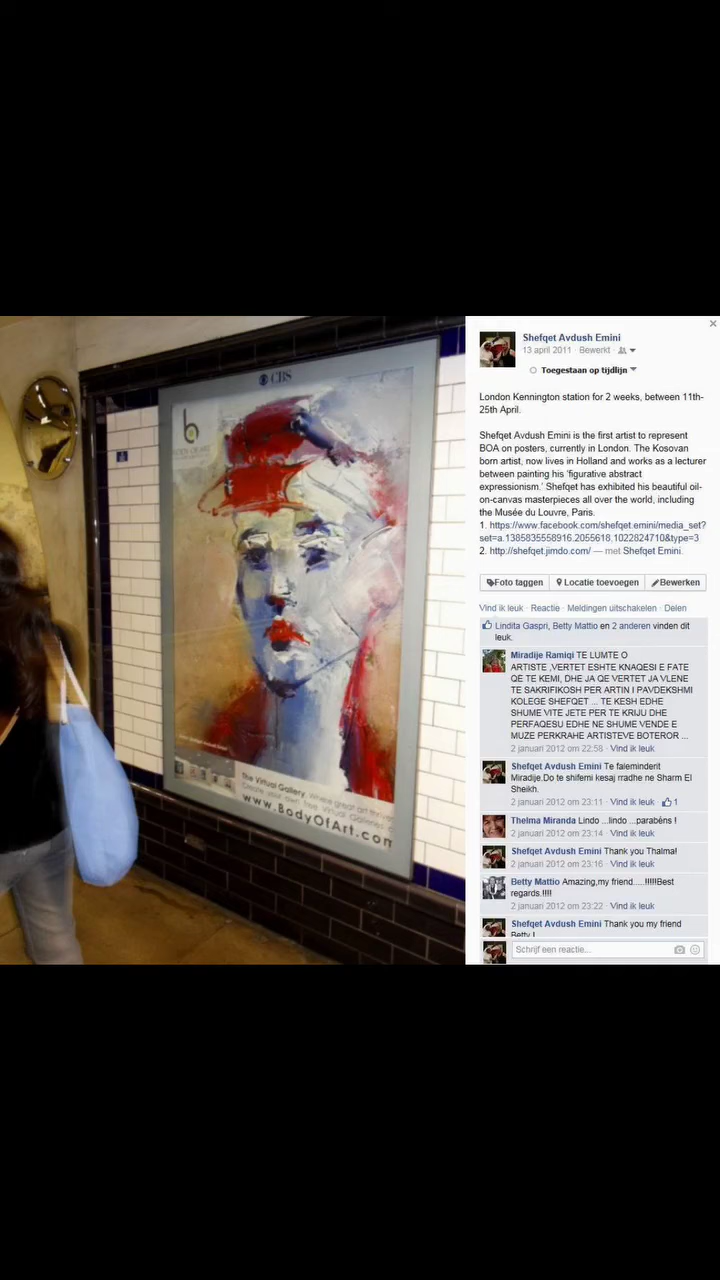 CBS
b
BODY OF ART
The Virtual Gallery. Where great art thrives
Create your own free Virtual Galleries
www.BodyOfArt.com
Shefqet Avdush Emini
13 april 2011 · Bewerkt ·
Toegestaan op tijdlijn
London Kennington station for 2 weeks, between 11th-
25th April.
Shefqet Avdush Emini is the first artist to represent
BOA on posters, currently in London. The Kosovan
born artist, now lives in Holland and works as a lecturer
between painting his 'figurative abstract
expressionism.' Shefqet has exhibited his beautiful oil-
on-canvas masterpieces all over the world, including
the Musée du Louvre, Paris.
1. https://www.facebook.com/shefqet.emini/media_set?
set=a.1385835558916.2055618.1022824710&type=3
2. http://shefqet.jimdo.com/ — met Shefqet Emini.
Foto taggen Locatie toevoegen Bewerken
Vind ik leuk · Reactie · Meldingen uitschakelen · Delen
Lindita Gaspri, Betty Mattio en 2 anderen vinden dit
leuk.
Miradije Ramiqi TE LUMTE O
ARTISTE ,VERTET ESHTE KNAQESI E FATE
QE TE KEMI, DHE JA QE VERTET JA VLENE
TE SAKRIFIKOSH PER ARTIN I PAVDEKSHMI
KOLEGE SHEFQET ... TE KESH EDHE
SHUME VITE JETE PER TE KRIJU DHE
PERFAQESU EDHE NE SHUME VENDE E
MUZE PERKRAHE ARTISTEVE BOTEROR ...
2 januari 2012 om 22:58 · Vind ik leuk
Shefqet Avdush Emini Te faleminderit
Miradije.Do te shifemi kesaj rradhe ne Sharm El
Sheikh.
2 januari 2012 om 23:11 · Vind ik leuk · 1
Thelma Miranda Lindo ...lindo ...parabéns !
2 januari 2012 om 23:14 · Vind ik leuk
Shefqet Avdush Emini Thank you Thalma!
2 januari 2012 om 23:16 · Vind ik leuk
Betty Mattio Amazing,my friend.....!!!!!Best
regards.!!!!
2 januari 2012 om 23:22 · Vind ik leuk
Shefqet Avdush Emini Thank you my friend
Betty !
Schrijf een reactie...